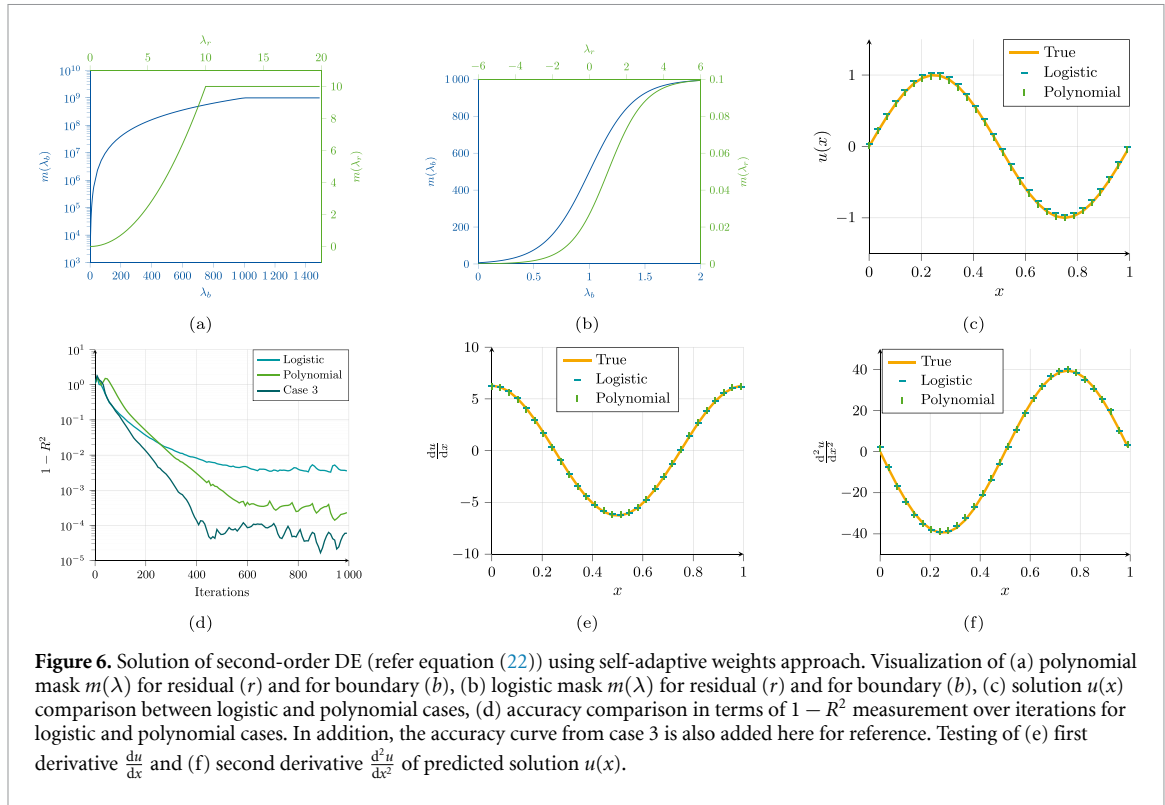 λr
0 5 10 15 20
10^10
10^9
10^8
10^7
10^6
10^5
10^4
10^3
m(λb)
10
8
6
4
2
0
m(λr)
0 200 400 600 800 1 000 1 200 1 400
λb
(a)
λr
−6 −4 −2 0 2 4 6
1 000
800
600
400
200
0
m(λb)
0.1
0.08
0.06
0.04
0.02
0
m(λr)
0 0.5 1 1.5 2
λb
(b)
True
Logistic
Polynomial
1
0
−1
u(x)
0 0.2 0.4 0.6 0.8 1
x
(c)
Logistic
Polynomial
Case 3
10^1
10^0
10^−1
10^−2
10^−3
10^−4
10^−5
1 − R^2
0 200 400 600 800 1 000
Iterations
(d)
True
Logistic
Polynomial
10
5
0
−5
−10
du/dx
0 0.2 0.4 0.6 0.8 1
x
(e)
True
Logistic
Polynomial
40
20
0
−20
−40
d²u/dx²
0 0.2 0.4 0.6 0.8 1
x
(f)
Figure 6. Solution of second-order DE (refer equation (22)) using self-adaptive weights approach. Visualization of (a) polynomial
mask m(λ) for residual (r) and for boundary (b), (b) logistic mask m(λ) for residual (r) and for boundary (b), (c) solution u(x)
comparison between logistic and polynomial cases, (d) accuracy comparison in terms of 1 − R² measurement over iterations for
logistic and polynomial cases. In addition, the accuracy curve from case 3 is also added here for reference. Testing of (e) first
derivative du/dx and (f) second derivative d²u/dx² of predicted solution u(x).